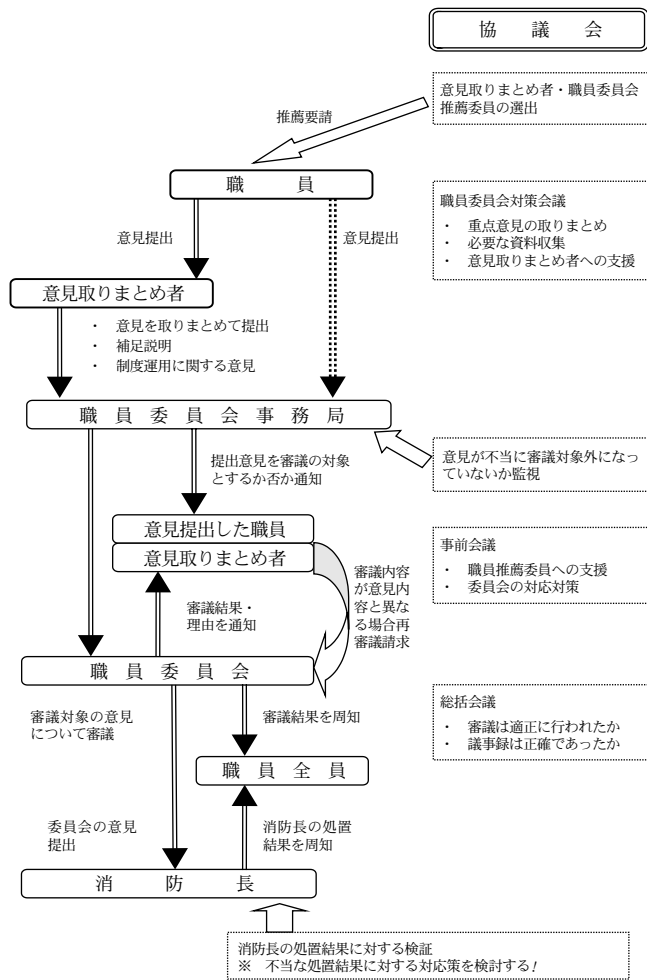 協議会
意見取りまとめ者・職員委員会
推薦委員の選出
推薦要請
職員
職員委員会対策会議
・ 重点意見の取りまとめ
・ 必要な資料収集
・ 意見取りまとめ者への支援
意見提出
意見提出
意見取りまとめ者
・ 意見を取りまとめて提出
・ 補足説明
・ 制度運用に関する意見
職員委員会事務局
意見が不当に審議対象外になっ
ていないか監視
提出意見を審議の対象
とするか否か通知
意見提出した職員
意見取りまとめ者
事前会議
・ 職員推薦委員への支援
・ 委員会の対応対策
審議内容
が意見内
容と異な
る場合再
審議請求
審議結果・
理由を通知
職員委員会
総括会議
・ 審議は適正に行われたか
・ 議事録は正確であったか
審議対象の意見
について審議
審議結果を周知
職員全員
委員会の意見
提出
消防長の処置
結果を周知
消防長
消防長の処置結果に対する検証
※ 不当な処置結果に対する対応策を検討する!